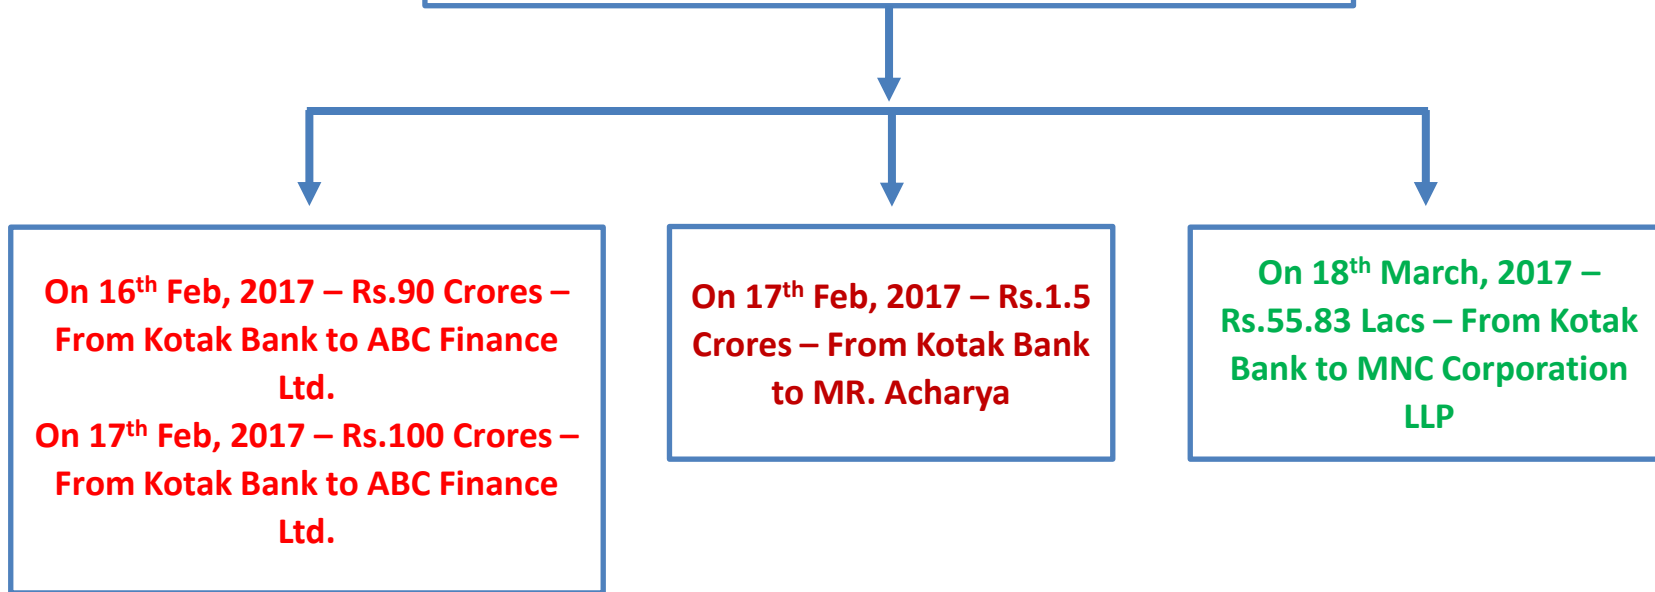 On 16th Feb, 2017 – Rs.90 Crores –
From Kotak Bank to ABC Finance
Ltd.
On 17th Feb, 2017 – Rs.100 Crores –
From Kotak Bank to ABC Finance
Ltd.
On 17th Feb, 2017 – Rs.1.5
Crores – From Kotak Bank
to MR. Acharya
On 18th March, 2017 –
Rs.55.83 Lacs – From Kotak
Bank to MNC Corporation
LLP